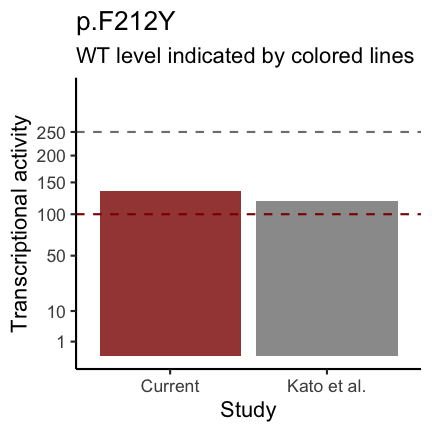 p.F212Y
WT level indicated by colored lines
Transcriptional activity
250
200
150
100
50
10
1
Current
Kato et al.
Study